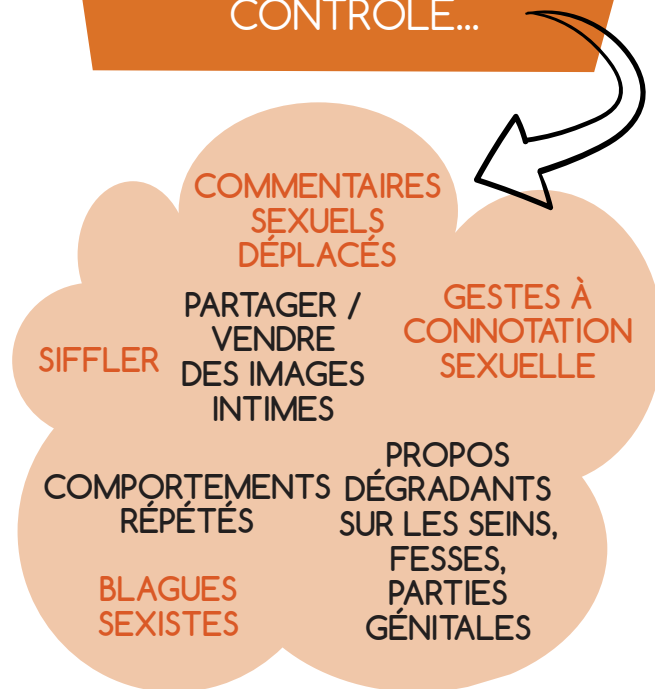 CONTRÔLE...
COMMENTAIRES
SEXUELS
DÉPLACÉS
PARTAGER /
VENDRE
DES IMAGES
INTIMES
GESTES À
CONNOTATION
SEXUELLE
SIFFLER
COMPORTEMENTS
RÉPÉTÉS
PROPOS
DÉGRADANTS
SUR LES SEINS,
FESSES,
PARTIES
GÉNITALES
BLAGUES
SEXISTES